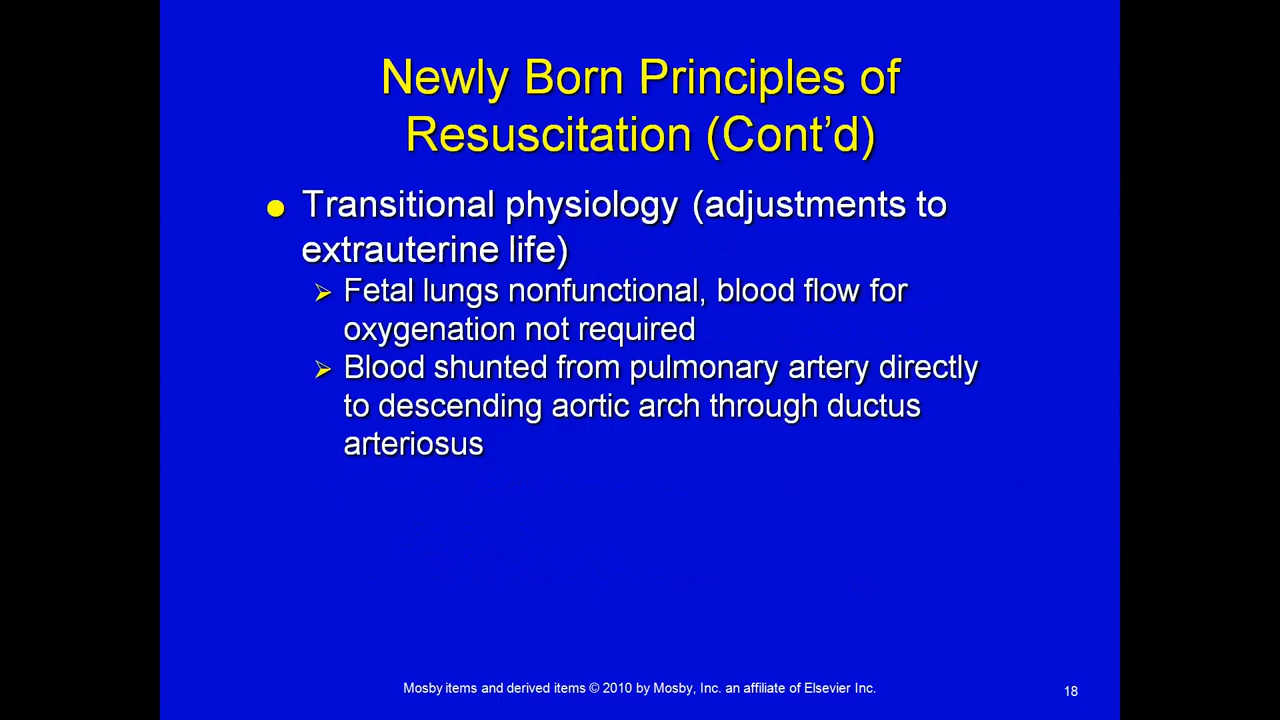 Newly Born Principles of
Resuscitation (Cont’d)
Transitional physiology (adjustments to
extrauterine life)
Fetal lungs nonfunctional, blood flow for
oxygenation not required
Blood shunted from pulmonary artery directly
to descending aortic arch through ductus
arteriosus
Mosby items and derived items © 2010 by Mosby, Inc. an affiliate of Elsevier Inc.
18